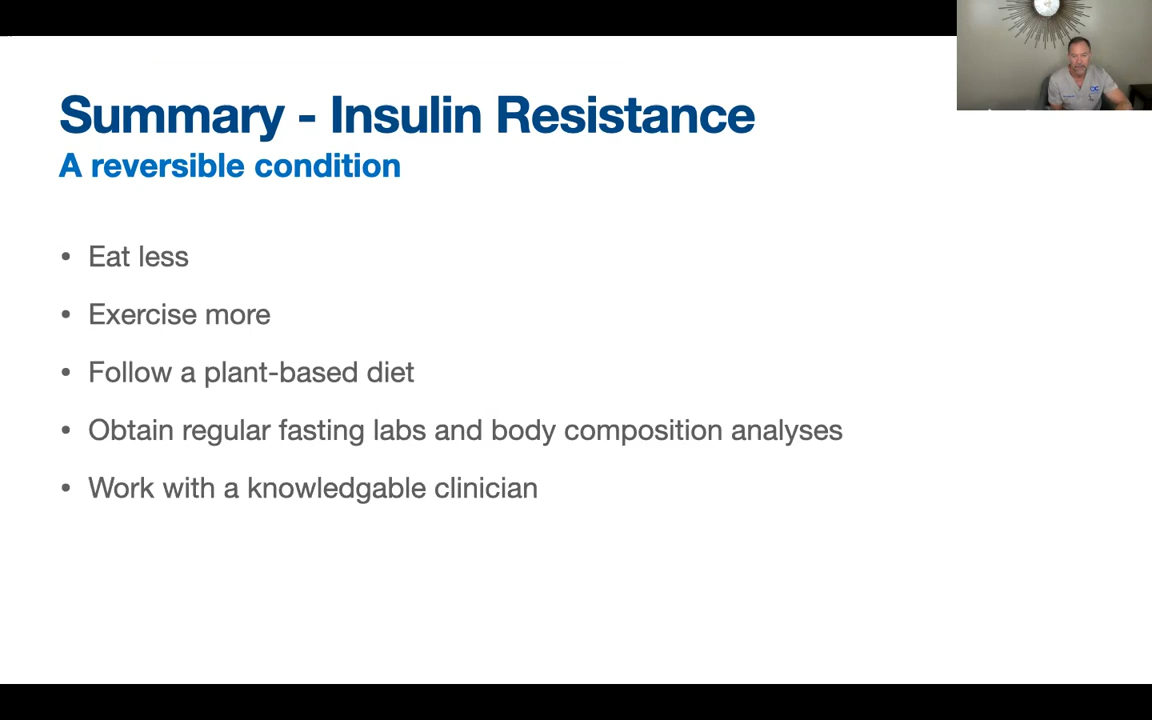 Summary - Insulin Resistance
A reversible condition
• Eat less
• Exercise more
• Follow a plant-based diet
• Obtain regular fasting labs and body composition analyses
• Work with a knowledgable clinician